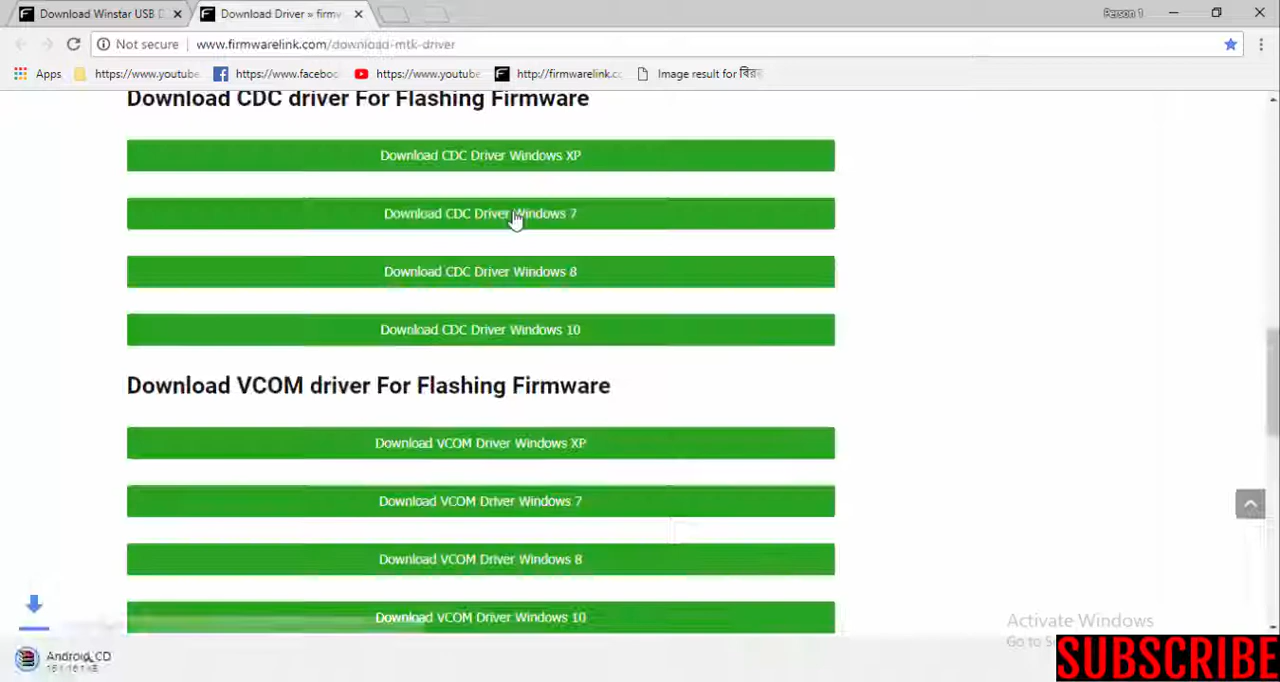 Download Winstar USB D
Download Driver » firmw
Person 1
Not secure
www.firmwarelink.com/download-mtk-driver
Apps
https://www.youtube
https://www.faceboo
https://www.youtube
http://firmwarelink.co
Image result for
Download CDC driver For Flashing Firmware
Download CDC Driver Windows XP
Download CDC Driver Windows 7
Download CDC Driver Windows 8
Download CDC Driver Windows 10
Download VCOM driver For Flashing Firmware
Download VCOM Driver Windows XP
Download VCOM Driver Windows 7
Download VCOM Driver Windows 8
Download VCOM Driver Windows 10
Activate Windows
Go to S
Android_CD
SUBSCRIBE